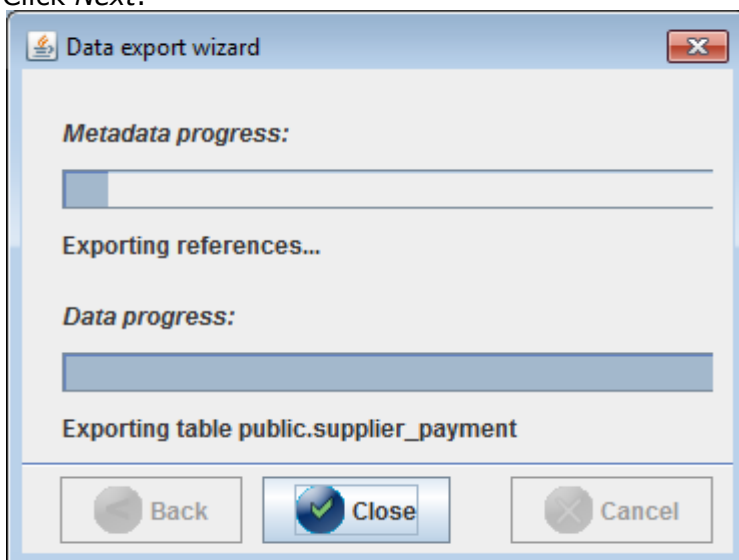 Click Next.
Data export wizard
Metadata progress:
Exporting references...
Data progress:
Exporting table public.supplier_payment
Back Close Cancel